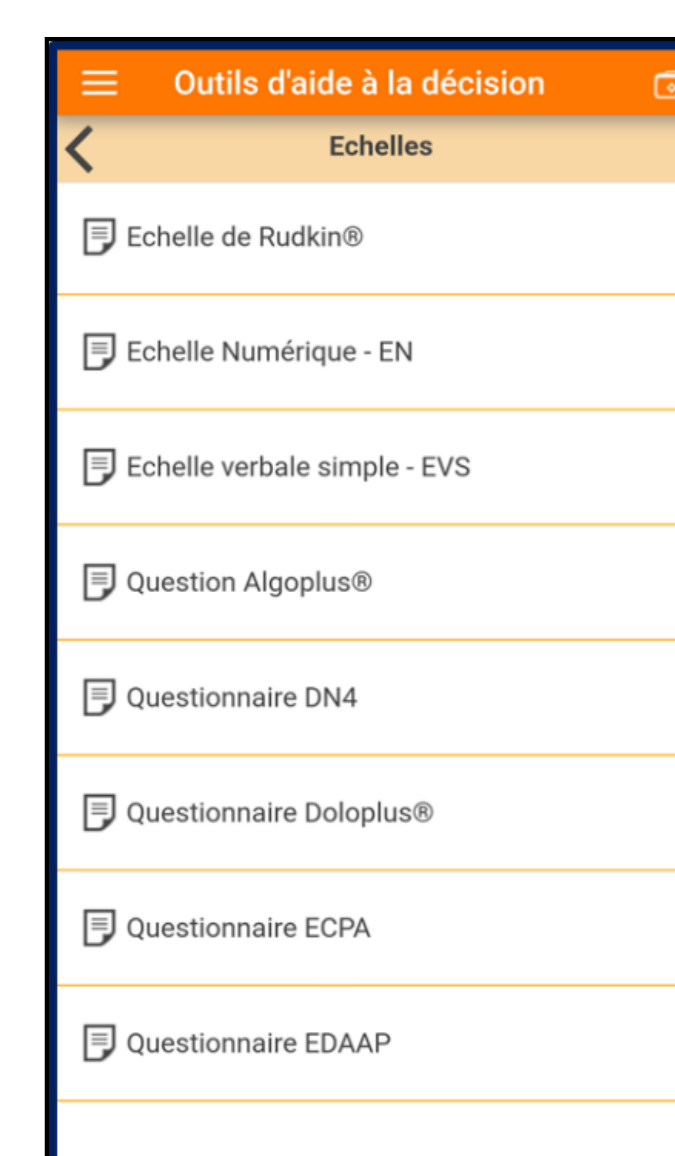 Outils d'aide à la décision
Echelles
Echelle de Rudkin®
Echelle Numérique - EN
Echelle verbale simple - EVS
Question Algoplus®
Questionnaire DN4
Questionnaire Doloplus®
Questionnaire ECPA
Questionnaire EDAAP